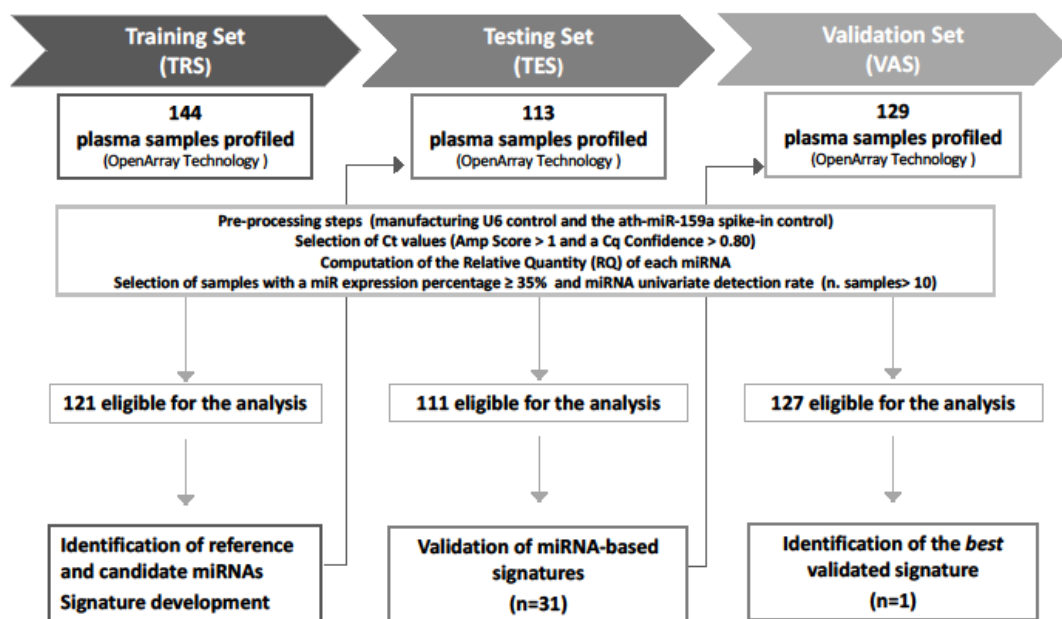 Training Set
(TRS)
Testing Set
(TES)
Validation Set
(VAS)
144
plasma samples profiled
(OpenArray Technology )
113
plasma samples profiled
(OpenArray Technology )
129
plasma samples profiled
(OpenArray Technology )
Pre-processing steps (manufacturing U6 control and the ath-miR-159a spike-in control)
Selection of Ct values (Amp Score > 1 and a Cq Confidence > 0.80)
Computation of the Relative Quantity (RQ) of each miRNA
Selection of samples with a miR expression percentage ≥ 35% and miRNA univariate detection rate (n. samples> 10)
121 eligible for the analysis
111 eligible for the analysis
127 eligible for the analysis
Identification of reference
and candidate miRNAs
Signature development
Validation of miRNA-based
signatures
(n=31)
Identification of the best
validated signature
(n=1)